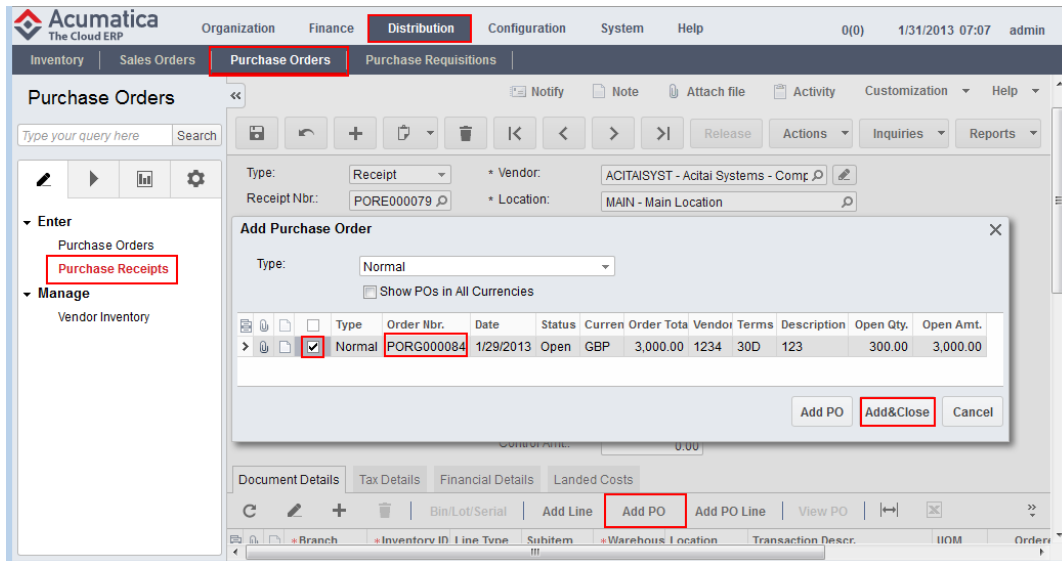 Acumatica
The Cloud ERP
Organization Finance Distribution Configuration System Help 0(0) 1/31/2013 07:07 admin
Inventory Sales Orders Purchase Orders Purchase Requisitions
Purchase Orders
Notify Note Attach file Activity Customization Help
Type your query here Search
Release Actions Inquiries Reports
Type: Receipt * Vendor: ACITAISYST - Acitai Systems - Comp
Receipt Nbr.: PORE000079 * Location: MAIN - Main Location
Enter
Purchase Orders
Purchase Receipts
Manage
Vendor Inventory
Add Purchase Order
Type: Normal
Show POs in All Currencies
Type Order Nbr. Date Status Curren Order Tota Vendor Terms Description Open Qty. Open Amt.
Normal PORG000084 1/29/2013 Open GBP 3,000.00 1234 30D 123 300.00 3,000.00
Add PO Add&Close Cancel
Control Amt.: 0.00
Document Details Tax Details Financial Details Landed Costs
Bin/Lot/Serial Add Line Add PO Add PO Line View PO
*Branch *Inventory ID Line Type Subitem *Warehous Location Transaction Descr. UOM Ordere